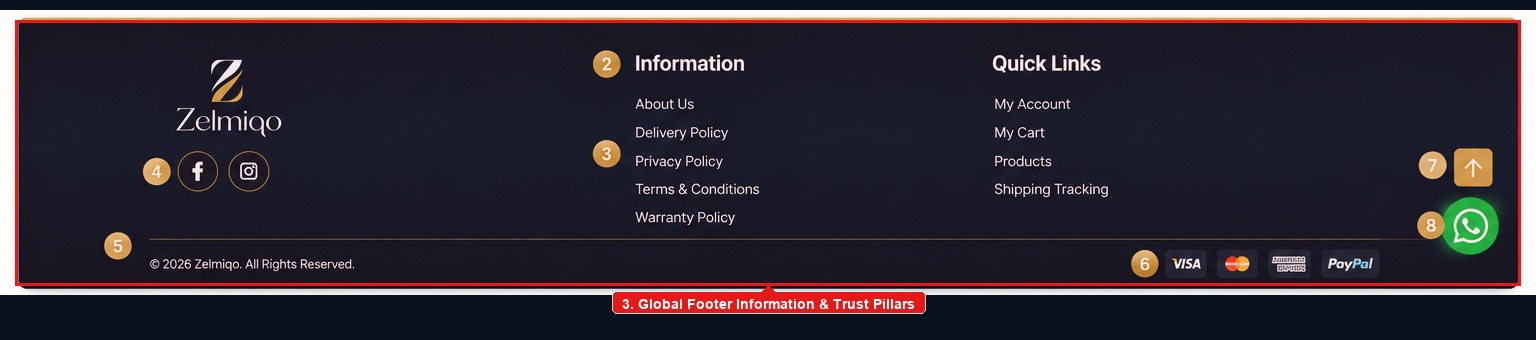 Zelmiqo
4
2 Information
About Us
Delivery Policy
3 Privacy Policy
Terms & Conditions
Warranty Policy
Quick Links
My Account
My Cart
Products
Shipping Tracking
7
8
5
© 2026 Zelmiqo. All Rights Reserved.
6 VISA PayPal
3. Global Footer Information & Trust Pillars